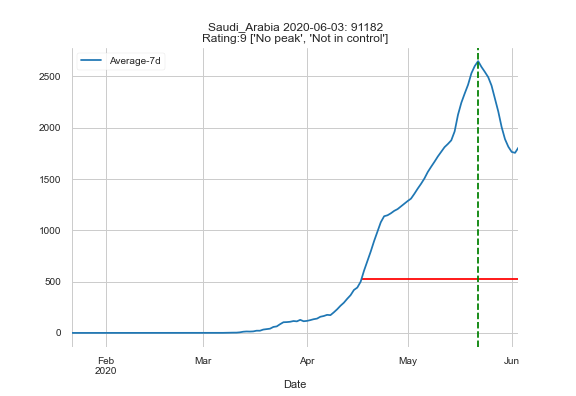 Saudi_Arabia 2020-06-03: 91182
Rating:9 ['No peak', 'Not in control']
Average-7d
2500
2000
1500
1000
500
0
Feb
2020
Mar
Apr
May
Jun
Date